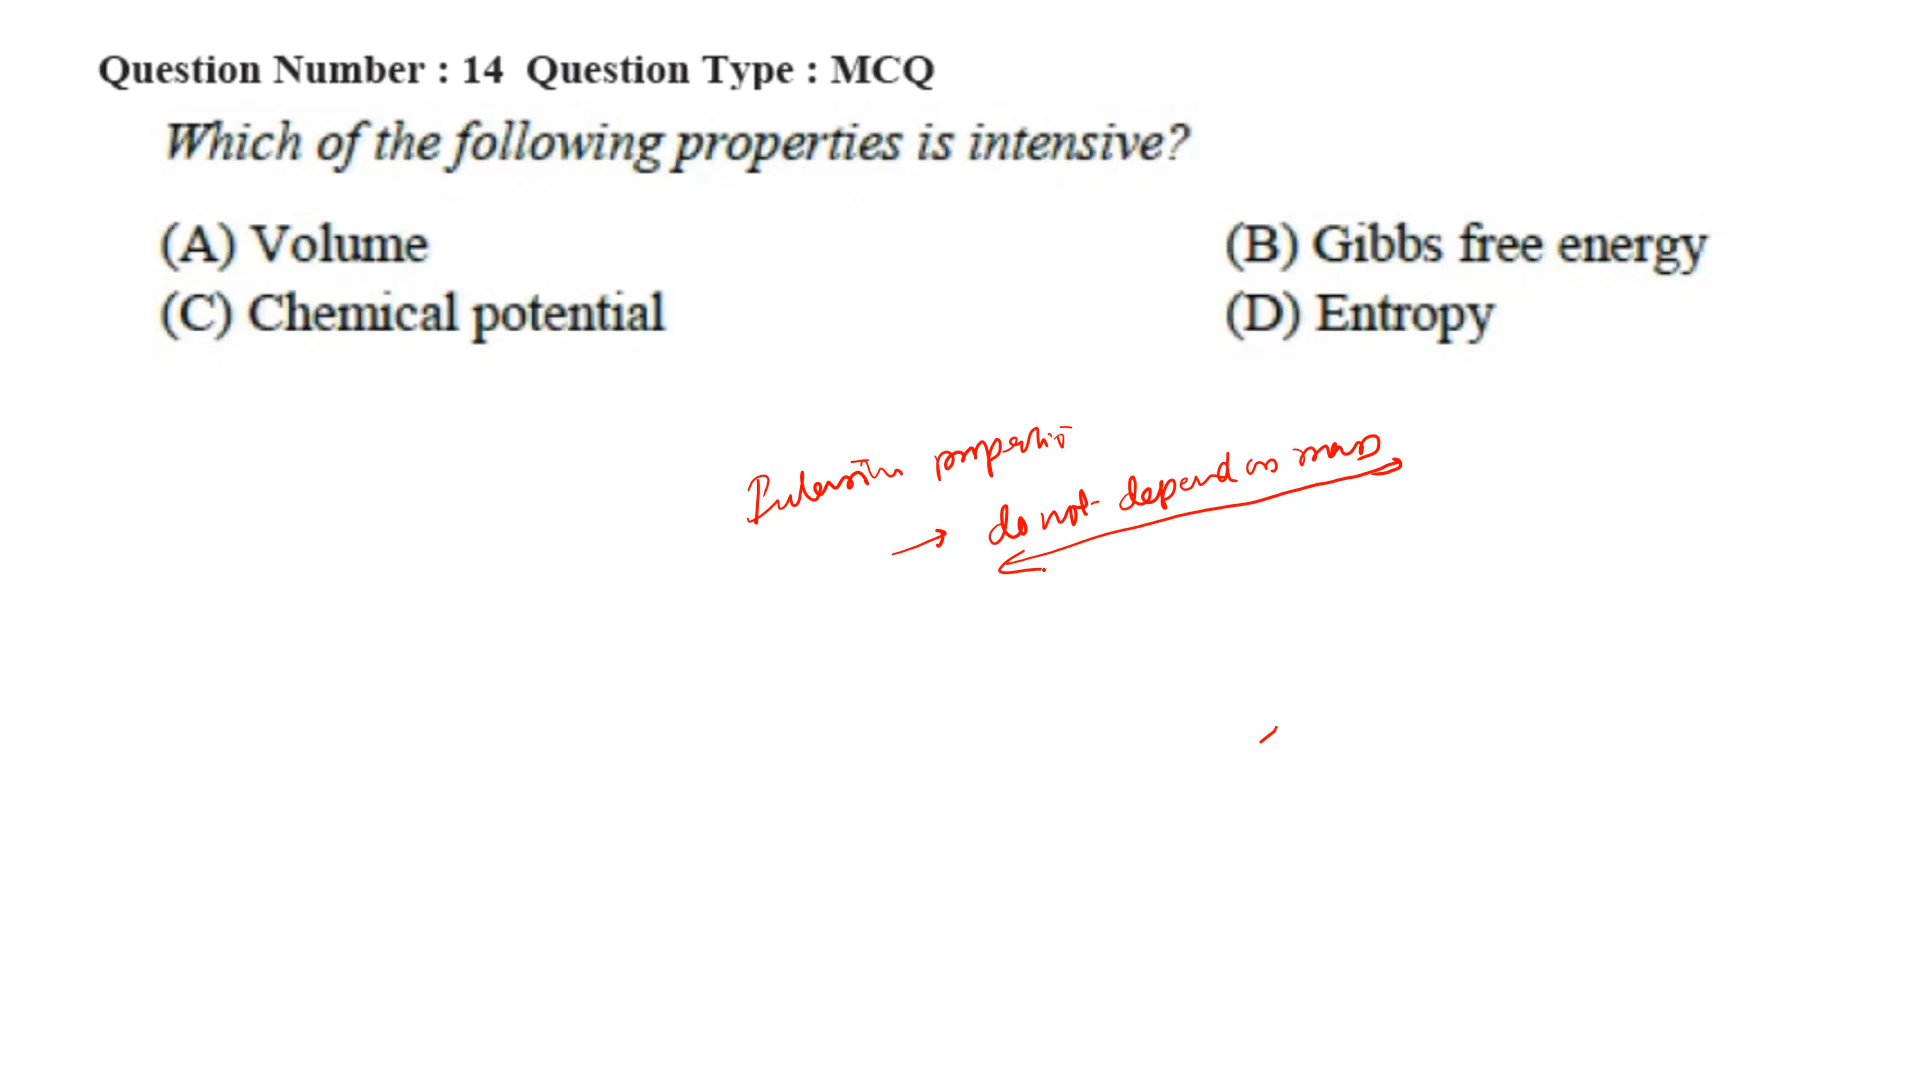 Question Number : 14 Question Type : MCQ
Which of the following properties is intensive?
(A) Volume
(B) Gibbs free energy
(C) Chemical potential
(D) Entropy
Intensive properties
→ do not depend on mass